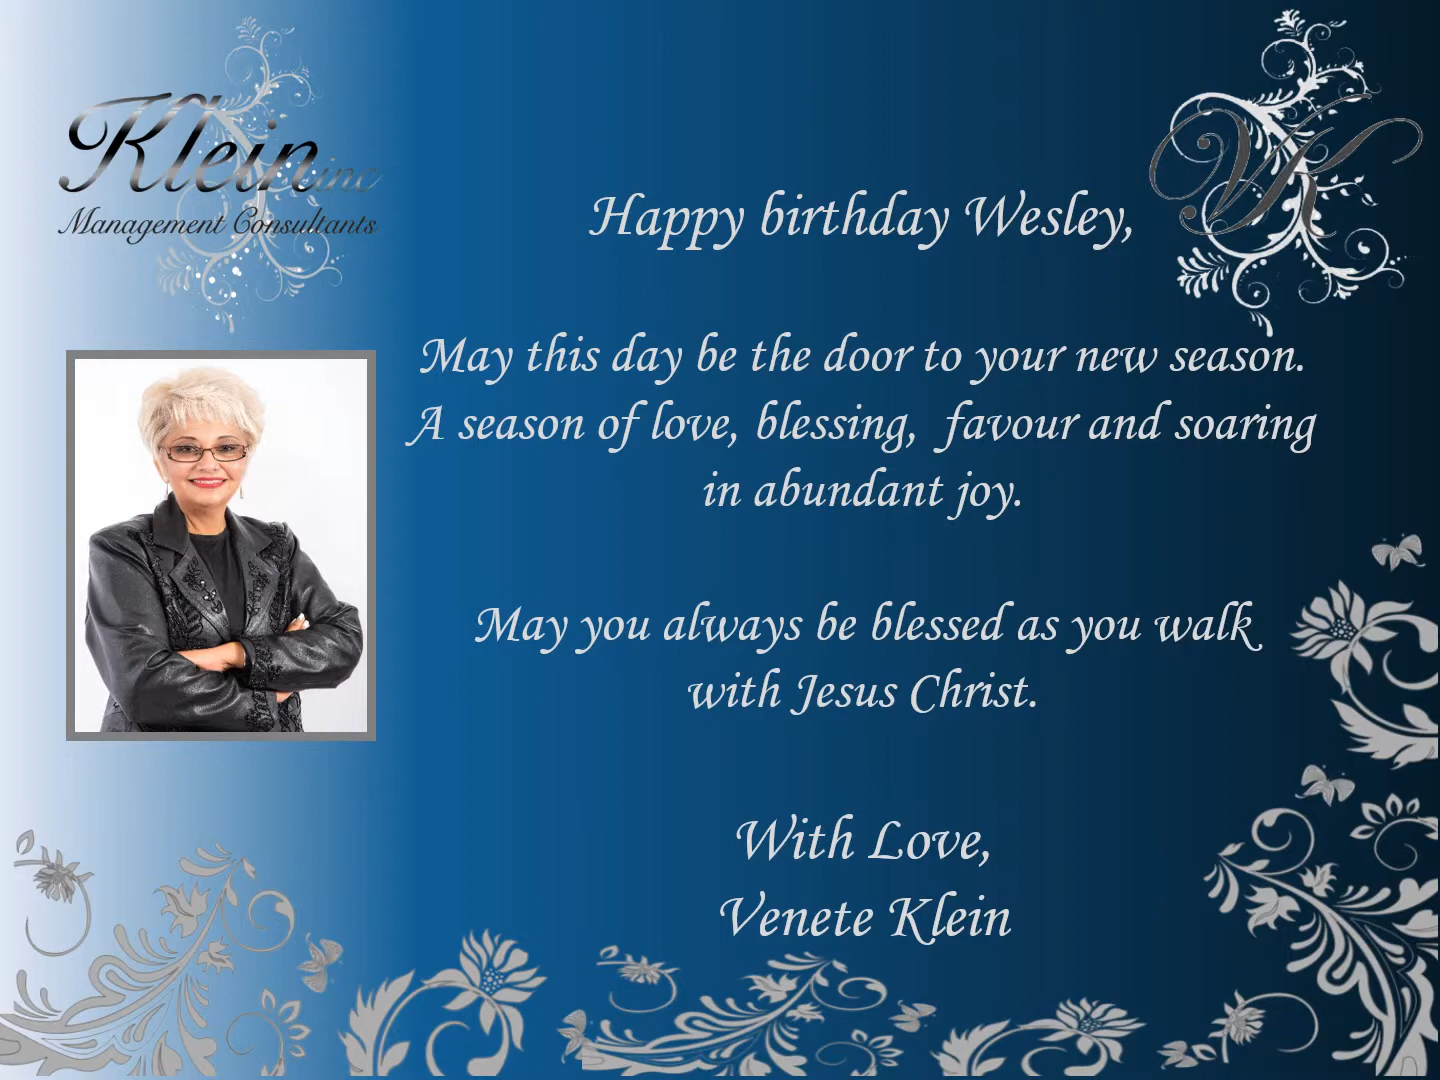 Klein inc
Management Consultants
VK
Happy birthday Wesley,
May this day be the door to your new season.
A season of love, blessing,  favour and soaring
in abundant joy.
May you always be blessed as you walk
with Jesus Christ.
With Love,
Venete Klein